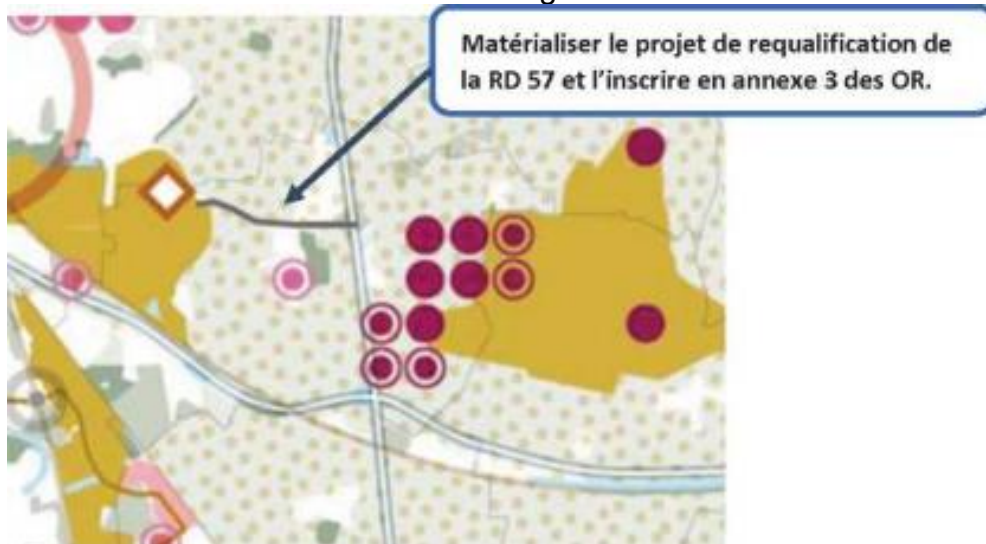 Matérialiser le projet de requalification de
la RD 57 et l'inscrire en annexe 3 des OR.